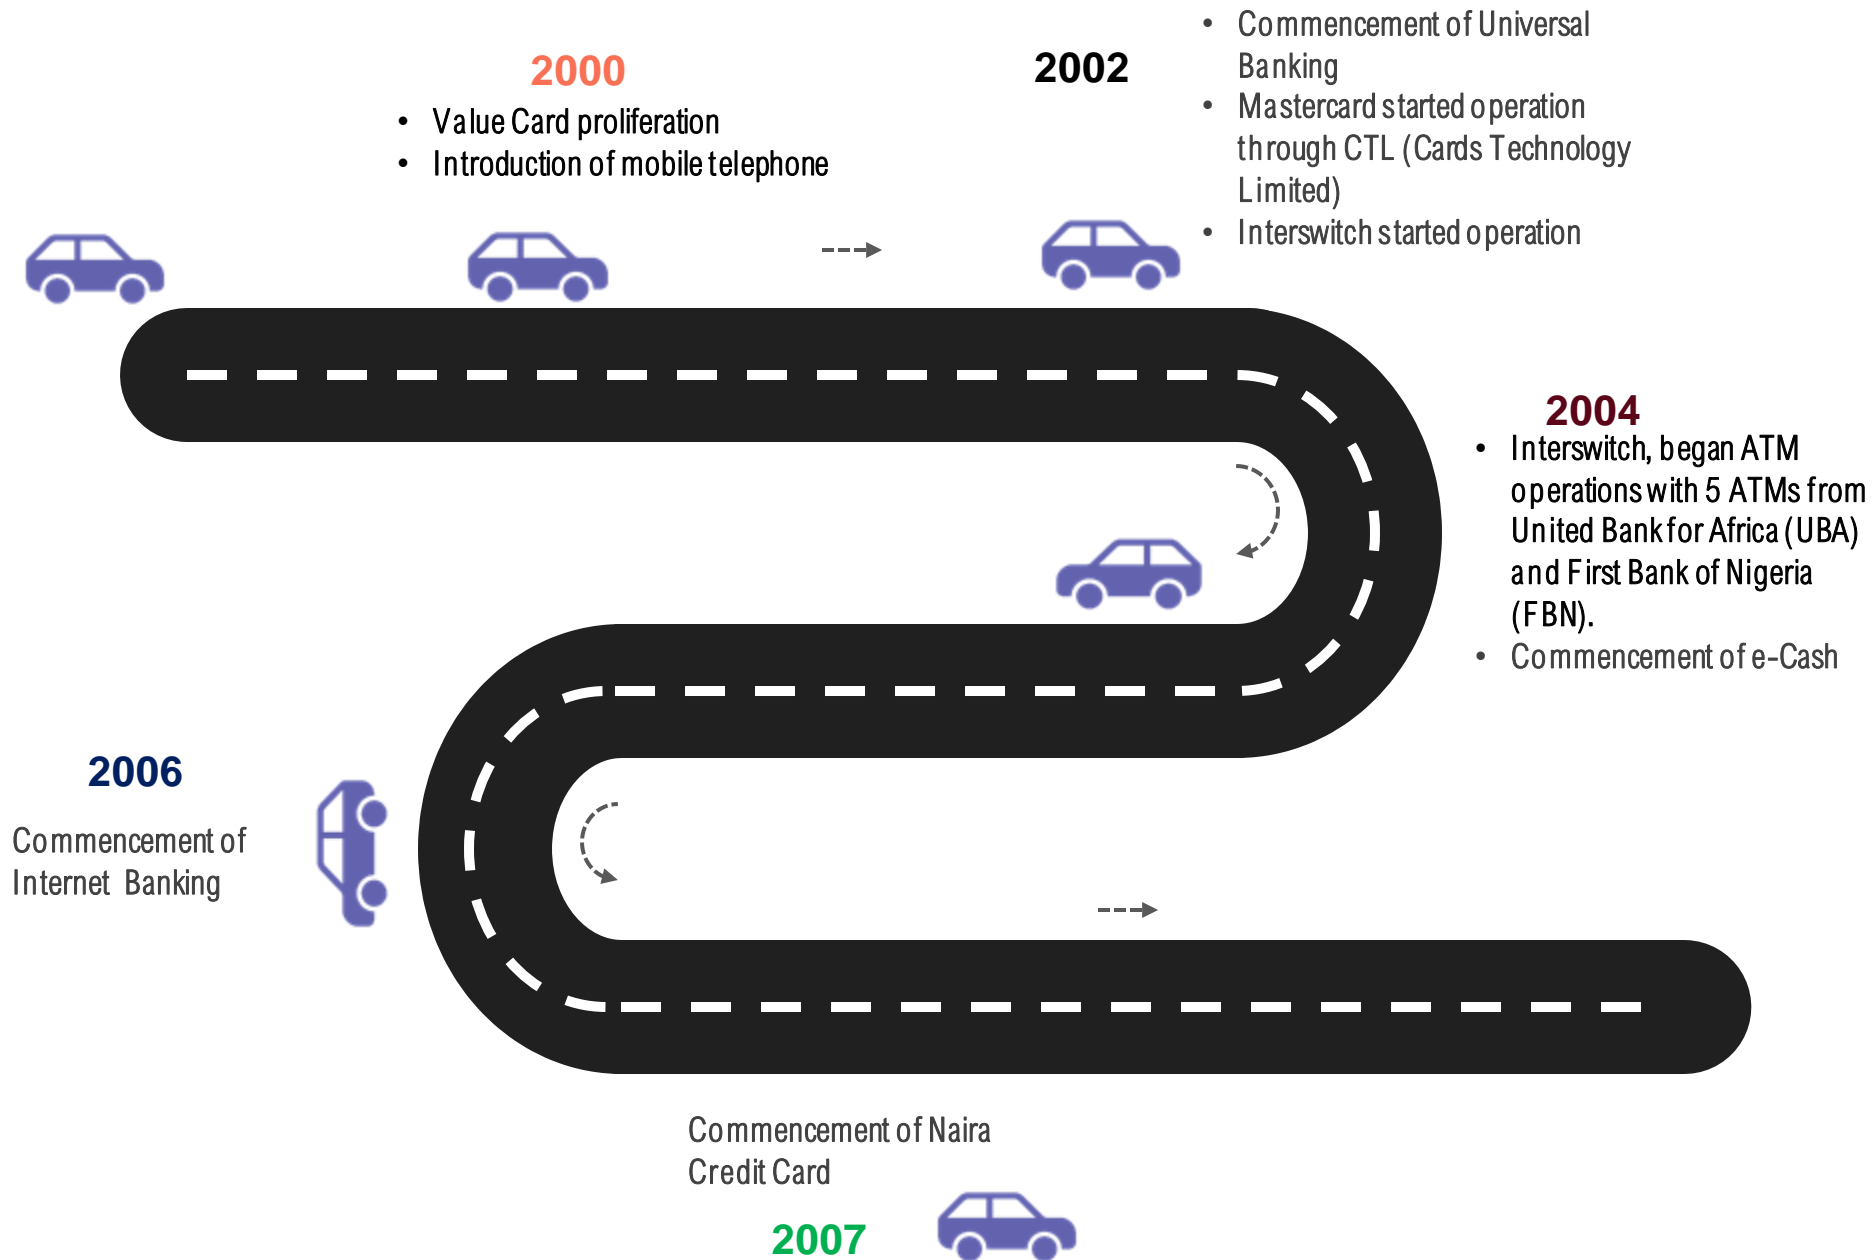 2000
• Value Card proliferation
• Introduction of mobile telephone
2002
• Commencement of Universal
Banking
• Mastercard started operation
through CTL (Cards Technology
Limited)
• Interswitch started operation
2004
• Interswitch, began ATM
operations with 5 ATMs from
United Bank for Africa (UBA)
and First Bank of Nigeria
(FBN).
• Commencement of e-Cash
2006
Commencement of
Internet Banking
Commencement of Naira
Credit Card
2007